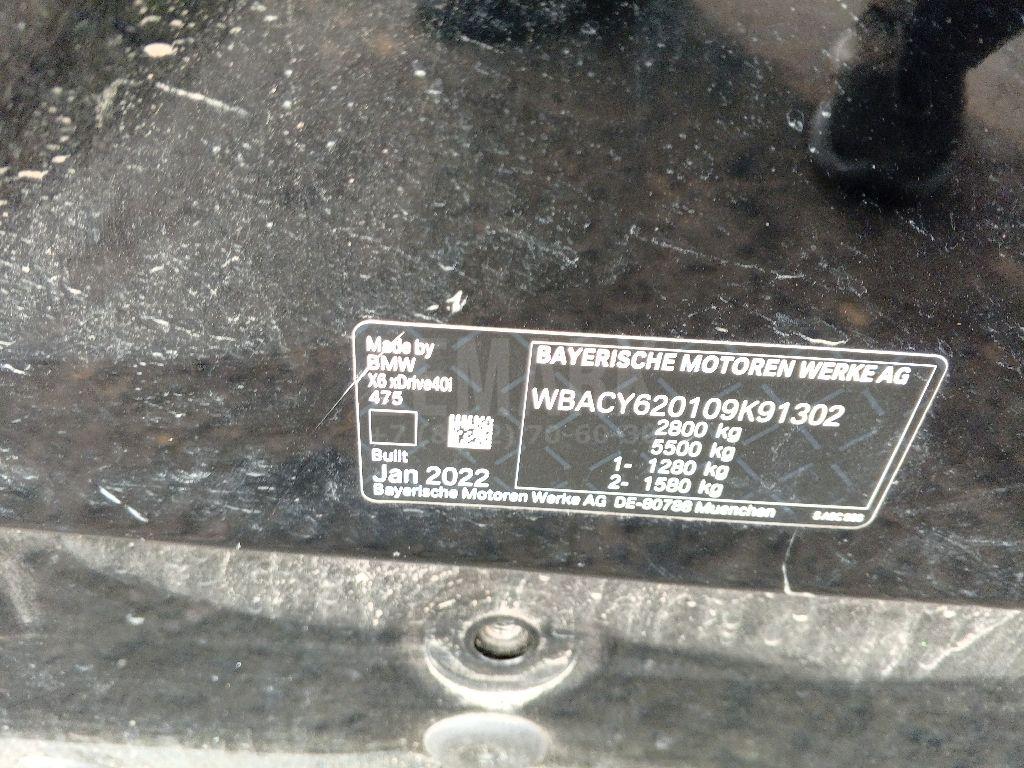 Made by
BMW
X6 xDrive40i
475
Built
Jan 2022
BAYERISCHE MOTOREN WERKE AG
WBACY620109K91302
2800 kg
5500 kg
1- 1280 kg
2- 1580 kg
Bayerische Motoren Werke AG DE-80788 Muenchen